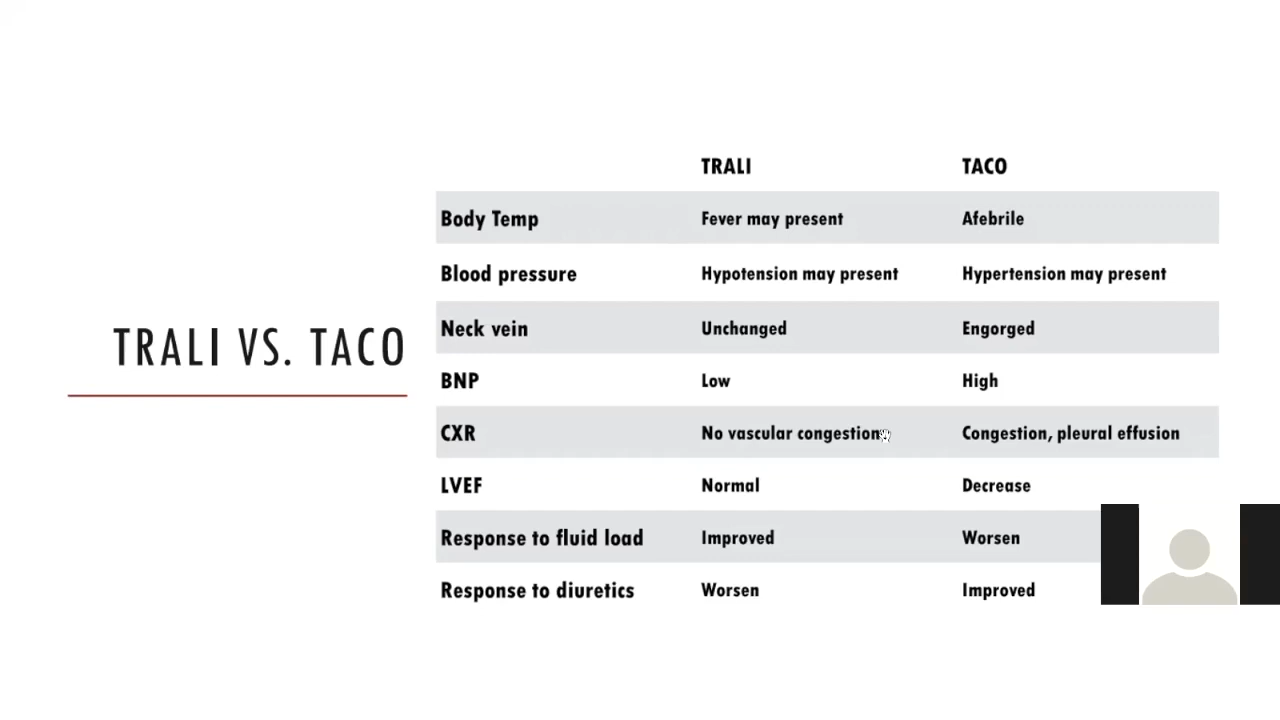 TRALI VS. TACO
TRALI TACO
Body Temp Fever may present Afebrile
Blood pressure Hypotension may present Hypertension may present
Neck vein Unchanged Engorged
BNP Low High
CXR No vascular congestion Congestion, pleural effusion
LVEF Normal Decrease
Response to fluid load Improved Worsen
Response to diuretics Worsen Improved